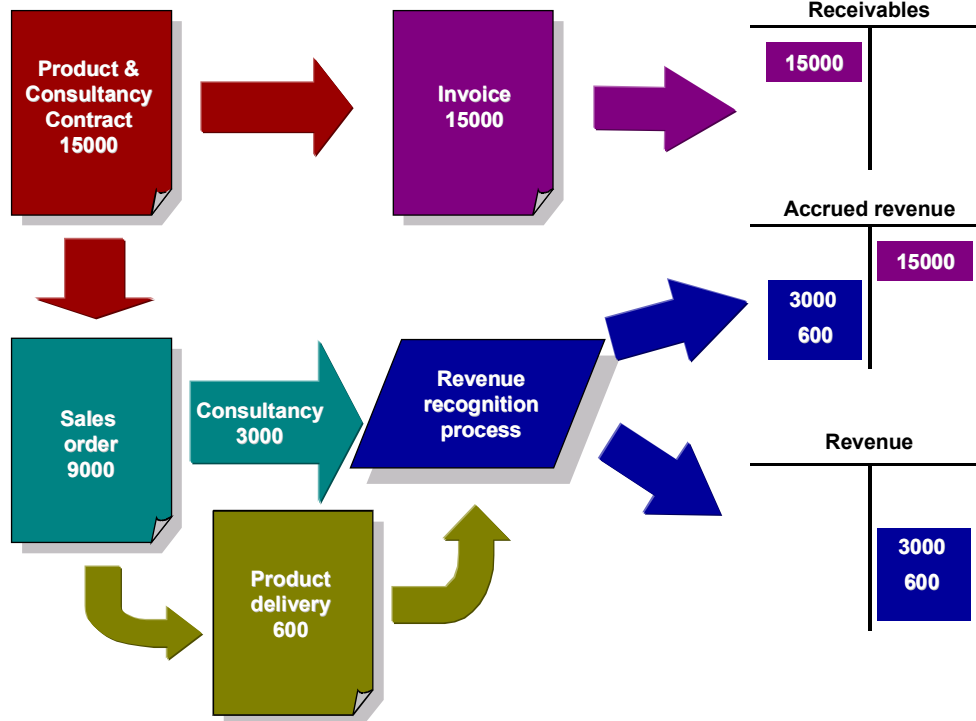 Product &
Consultancy
Contract
15000
Invoice
15000
Receivables
15000
Accrued revenue
15000
3000
600
Sales
order
9000
Consultancy
3000
Revenue
recognition
process
Product
delivery
600
Revenue
3000
600